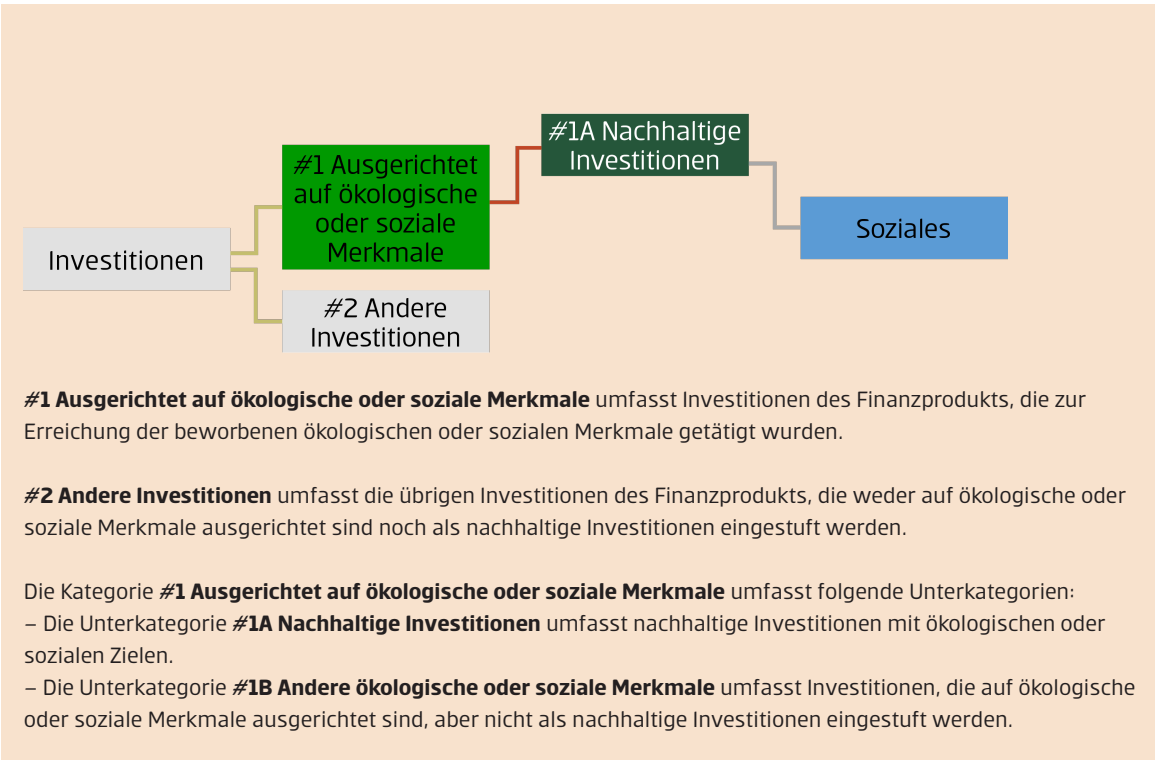 #1A Nachhaltige
Investitionen
#1 Ausgerichtet
auf ökologische
oder soziale
Merkmale
Soziales
Investitionen
#2 Andere
Investitionen
#1 Ausgerichtet auf ökologische oder soziale Merkmale umfasst Investitionen des Finanzprodukts, die zur
Erreichung der beworbenen ökologischen oder sozialen Merkmale getätigt wurden.
#2 Andere Investitionen umfasst die übrigen Investitionen des Finanzprodukts, die weder auf ökologische oder
soziale Merkmale ausgerichtet sind noch als nachhaltige Investitionen eingestuft werden.
Die Kategorie #1 Ausgerichtet auf ökologische oder soziale Merkmale umfasst folgende Unterkategorien:
– Die Unterkategorie #1A Nachhaltige Investitionen umfasst nachhaltige Investitionen mit ökologischen oder
sozialen Zielen.
– Die Unterkategorie #1B Andere ökologische oder soziale Merkmale umfasst Investitionen, die auf ökologische
oder soziale Merkmale ausgerichtet sind, aber nicht als nachhaltige Investitionen eingestuft werden.